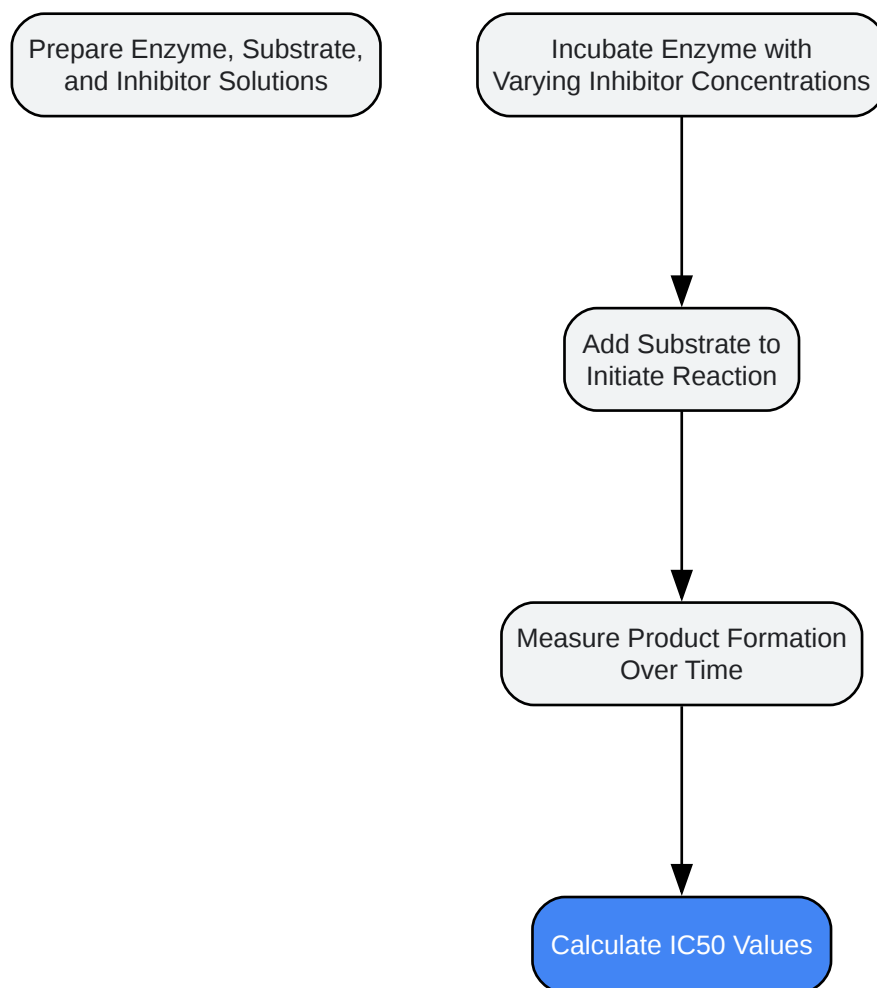 Prepare Enzyme, Substrate,
and Inhibitor Solutions
Incubate Enzyme with
Varying Inhibitor Concentrations
Add Substrate to
Initiate Reaction
Measure Product Formation
Over Time
Calculate IC50 Values